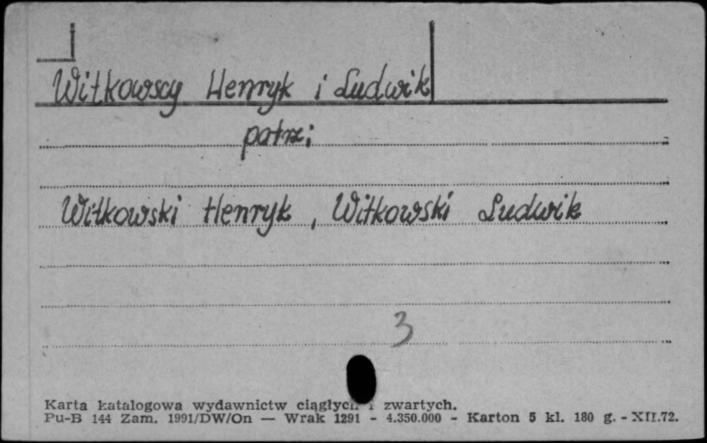 Witkowscy Henryk i Ludwik
patrz:
Witkowski Henryk, Witkowski Ludwik
3
Karta katalogowa wydawnictw ciągłych i zwartych.
Pu-B 144 Zam. 1991/DW/On — Wrak 1291 - 4.350.000 - Karton 5 kl. 180 g. - XII.72.